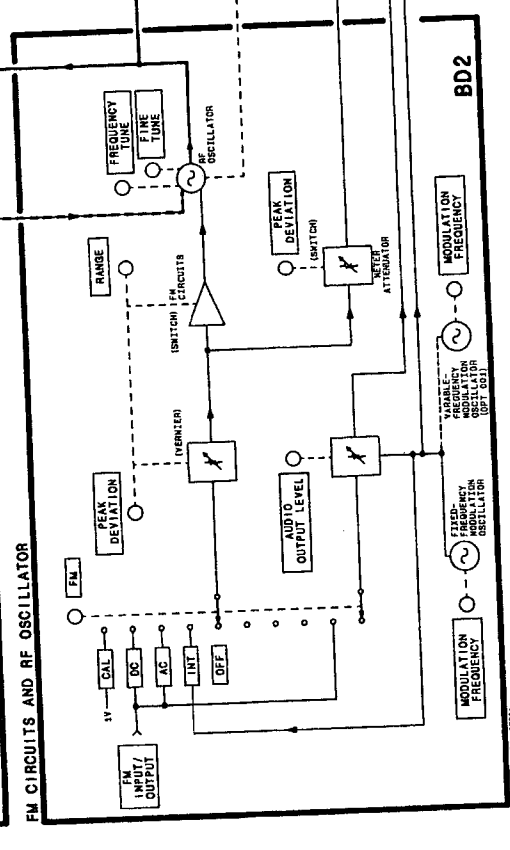 FM CIRCUITS AND RF OSCILLATOR
BD2
FM
INPUT/
OUTPUT
1V
CAL
DC
AC
INT
OFF
FM
PEAK
DEVIATION
(VERNIER)
RANGE
(SWITCH)
FM
CIRCUITS
FREQUENCY
TUNE
FINE
TUNE
RF
OSCILLATOR
AUDIO
OUTPUT LEVEL
PEAK
DEVIATION
(SWITCH)
METER
ATTENUATOR
MODULATION
FREQUENCY
FIXED-
FREQUENCY
MODULATION
OSCILLATOR
VARABLE-
FREQUENCY
MODULATION
OSCILLATOR
(OPT 001)
MODULATION
FREQUENCY